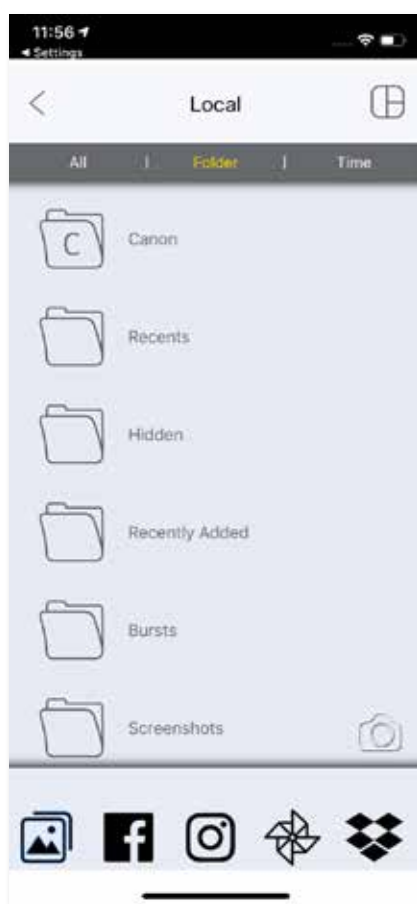 11:56
◀ Settings
Local
All | Folder | Time
C Canon
Recents
Hidden
Recently Added
Bursts
Screenshots